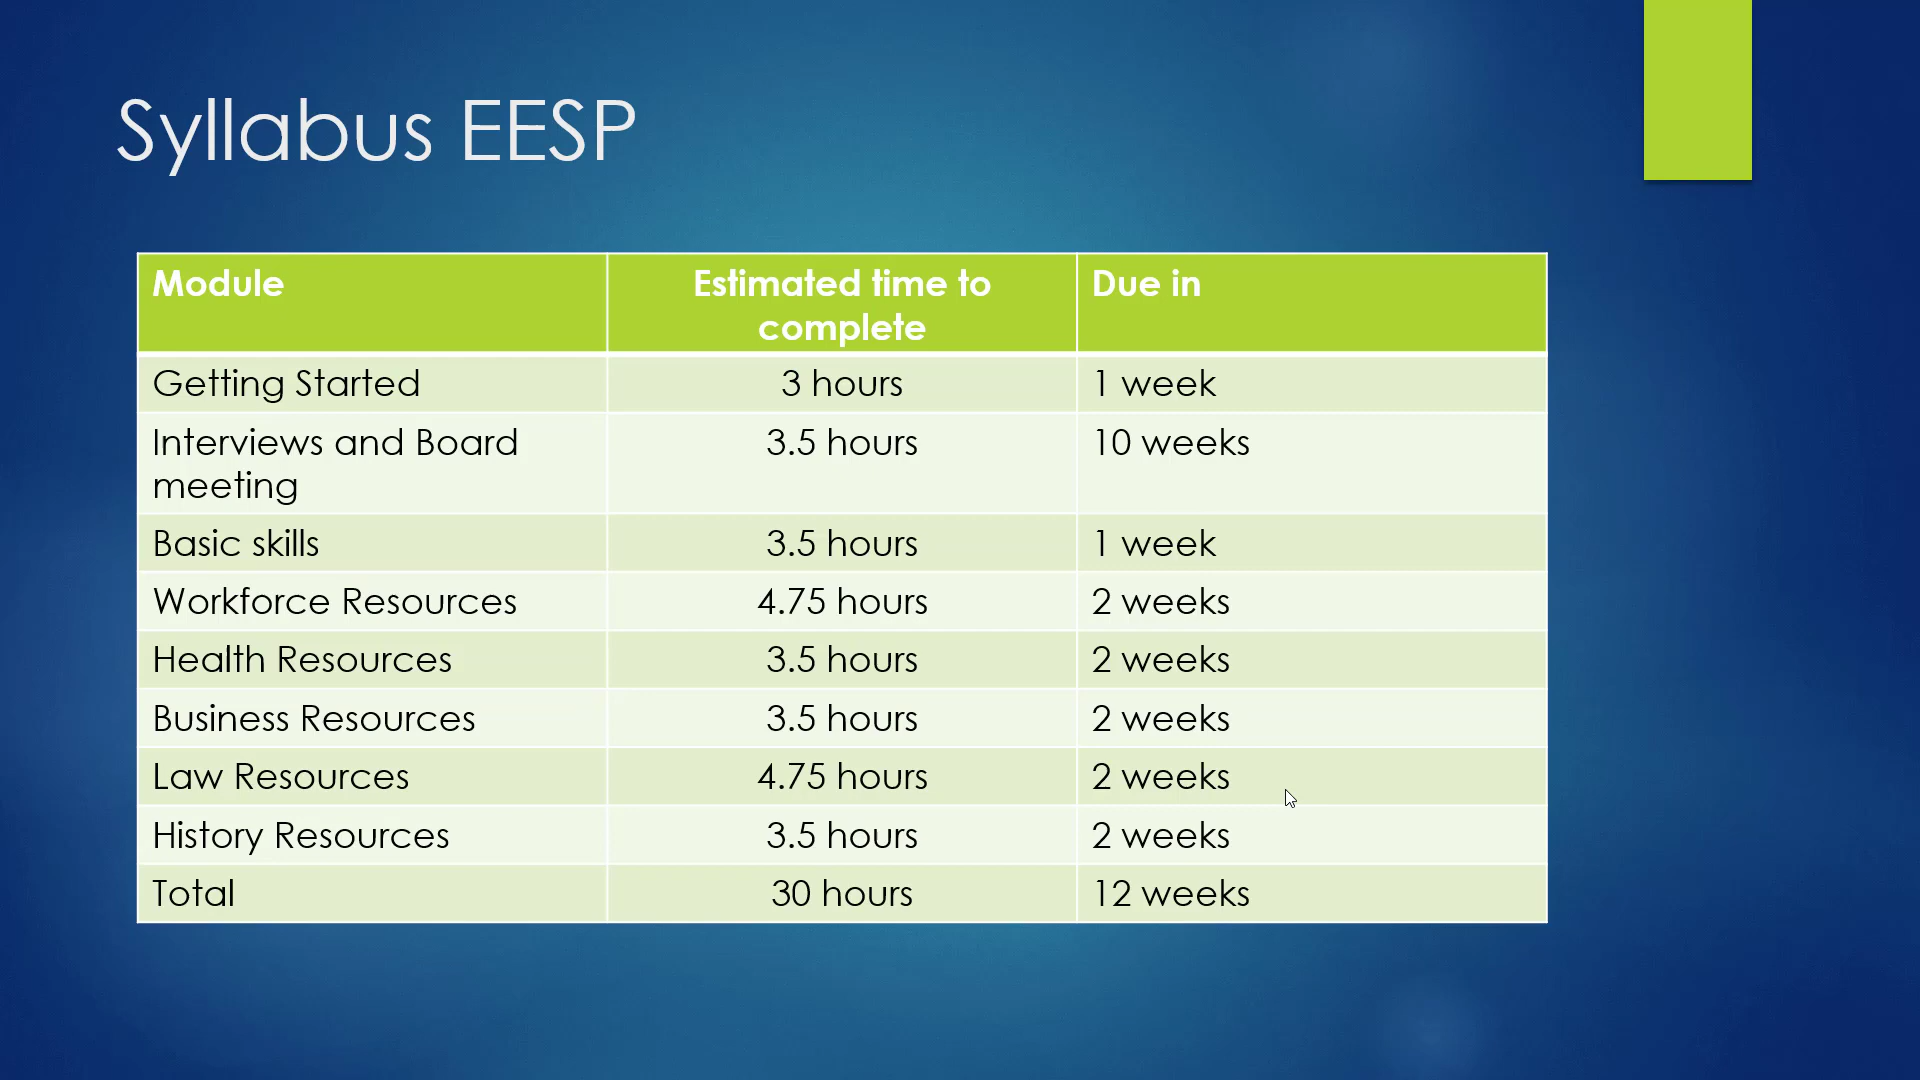 Syllabus EESP
Module Estimated time to complete Due in
Getting Started 3 hours 1 week
Interviews and Board meeting 3.5 hours 10 weeks
Basic skills 3.5 hours 1 week
Workforce Resources 4.75 hours 2 weeks
Health Resources 3.5 hours 2 weeks
Business Resources 3.5 hours 2 weeks
Law Resources 4.75 hours 2 weeks
History Resources 3.5 hours 2 weeks
Total 30 hours 12 weeks